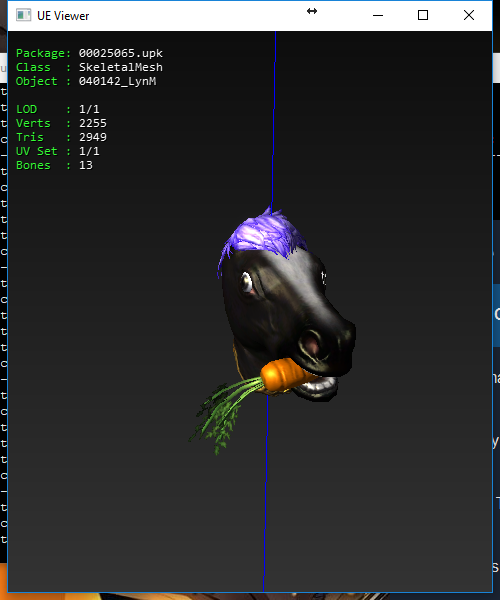 UE Viewer
Package: 00025065.upk
Class : SkeletalMesh
Object : 040142_LynM
LOD : 1/1
Verts : 2255
Tris : 2949
UV Set : 1/1
Bones : 13